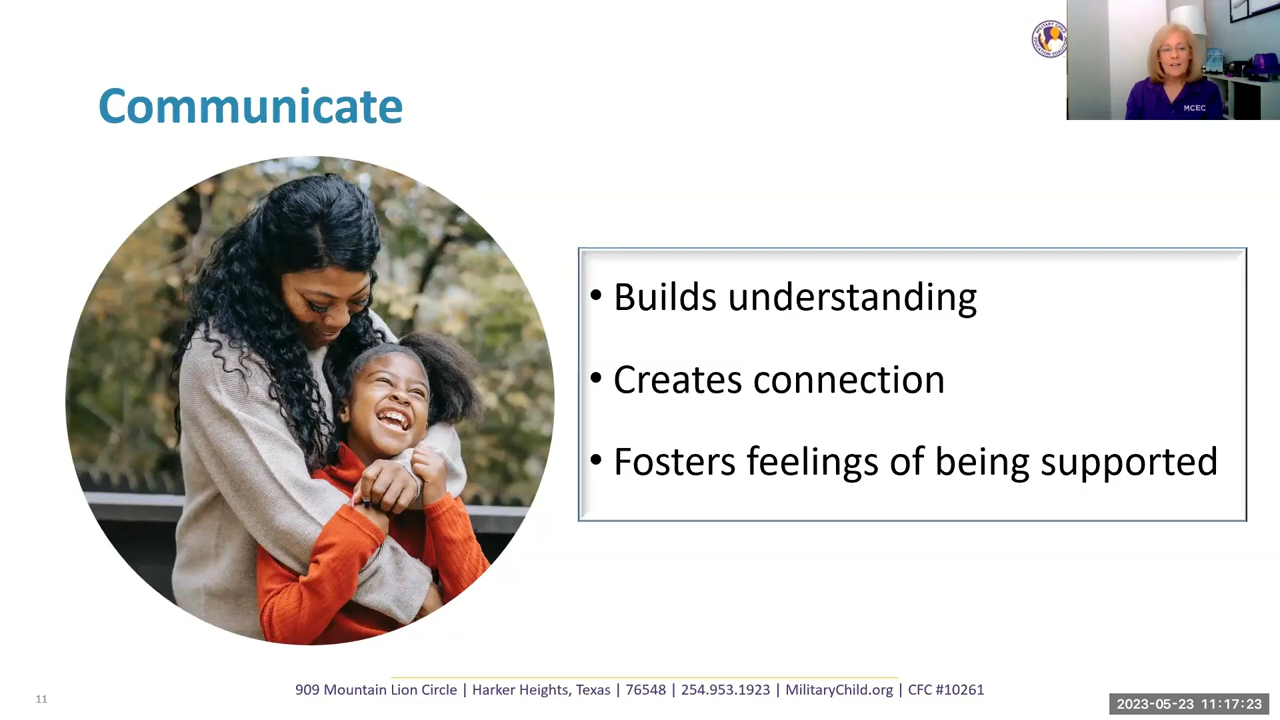 Communicate
MCEC
• Builds understanding
• Creates connection
• Fosters feelings of being supported
11
909 Mountain Lion Circle | Harker Heights, Texas | 76548 | 254.953.1923 | MilitaryChild.org | CFC #10261
2023-05-23 11:17:23